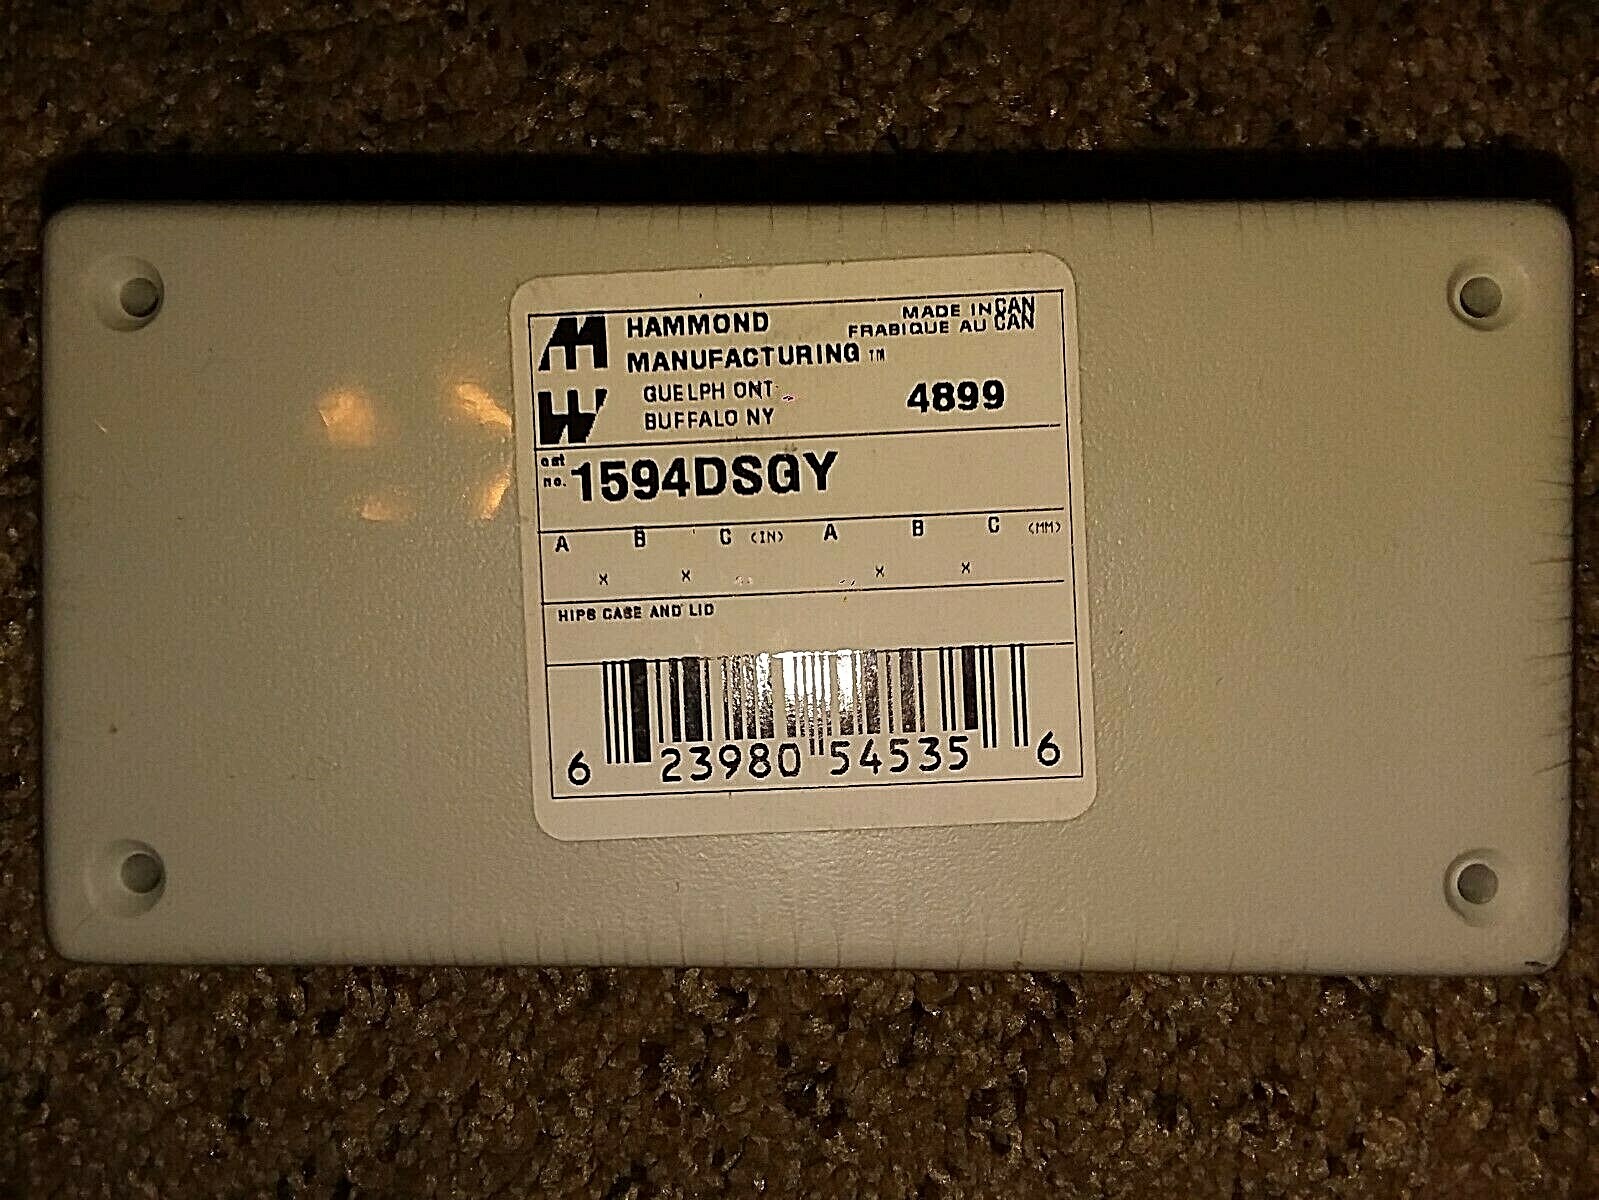 HAMMOND
MANUFACTURING TM
MADE IN CAN
FRABIQUE AU CAN
GUELPH ONT.
BUFFALO NY
4899
cat no. 1594DSGY
A B C (IN) A B C (MM)
x x x x
HIPS CASE AND LID
6 23980 54535 6